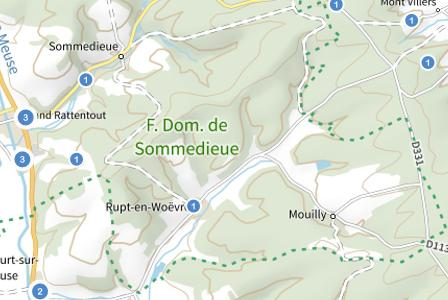 1
Mont Villers
Meuse
Sommedieue
1
1
1
3
nd Rattentout
F. Dom. de
Sommedieue
3
1
D331
Rupt-en-Woëvr
1
Mouilly
D113
urt-sur-
use
2